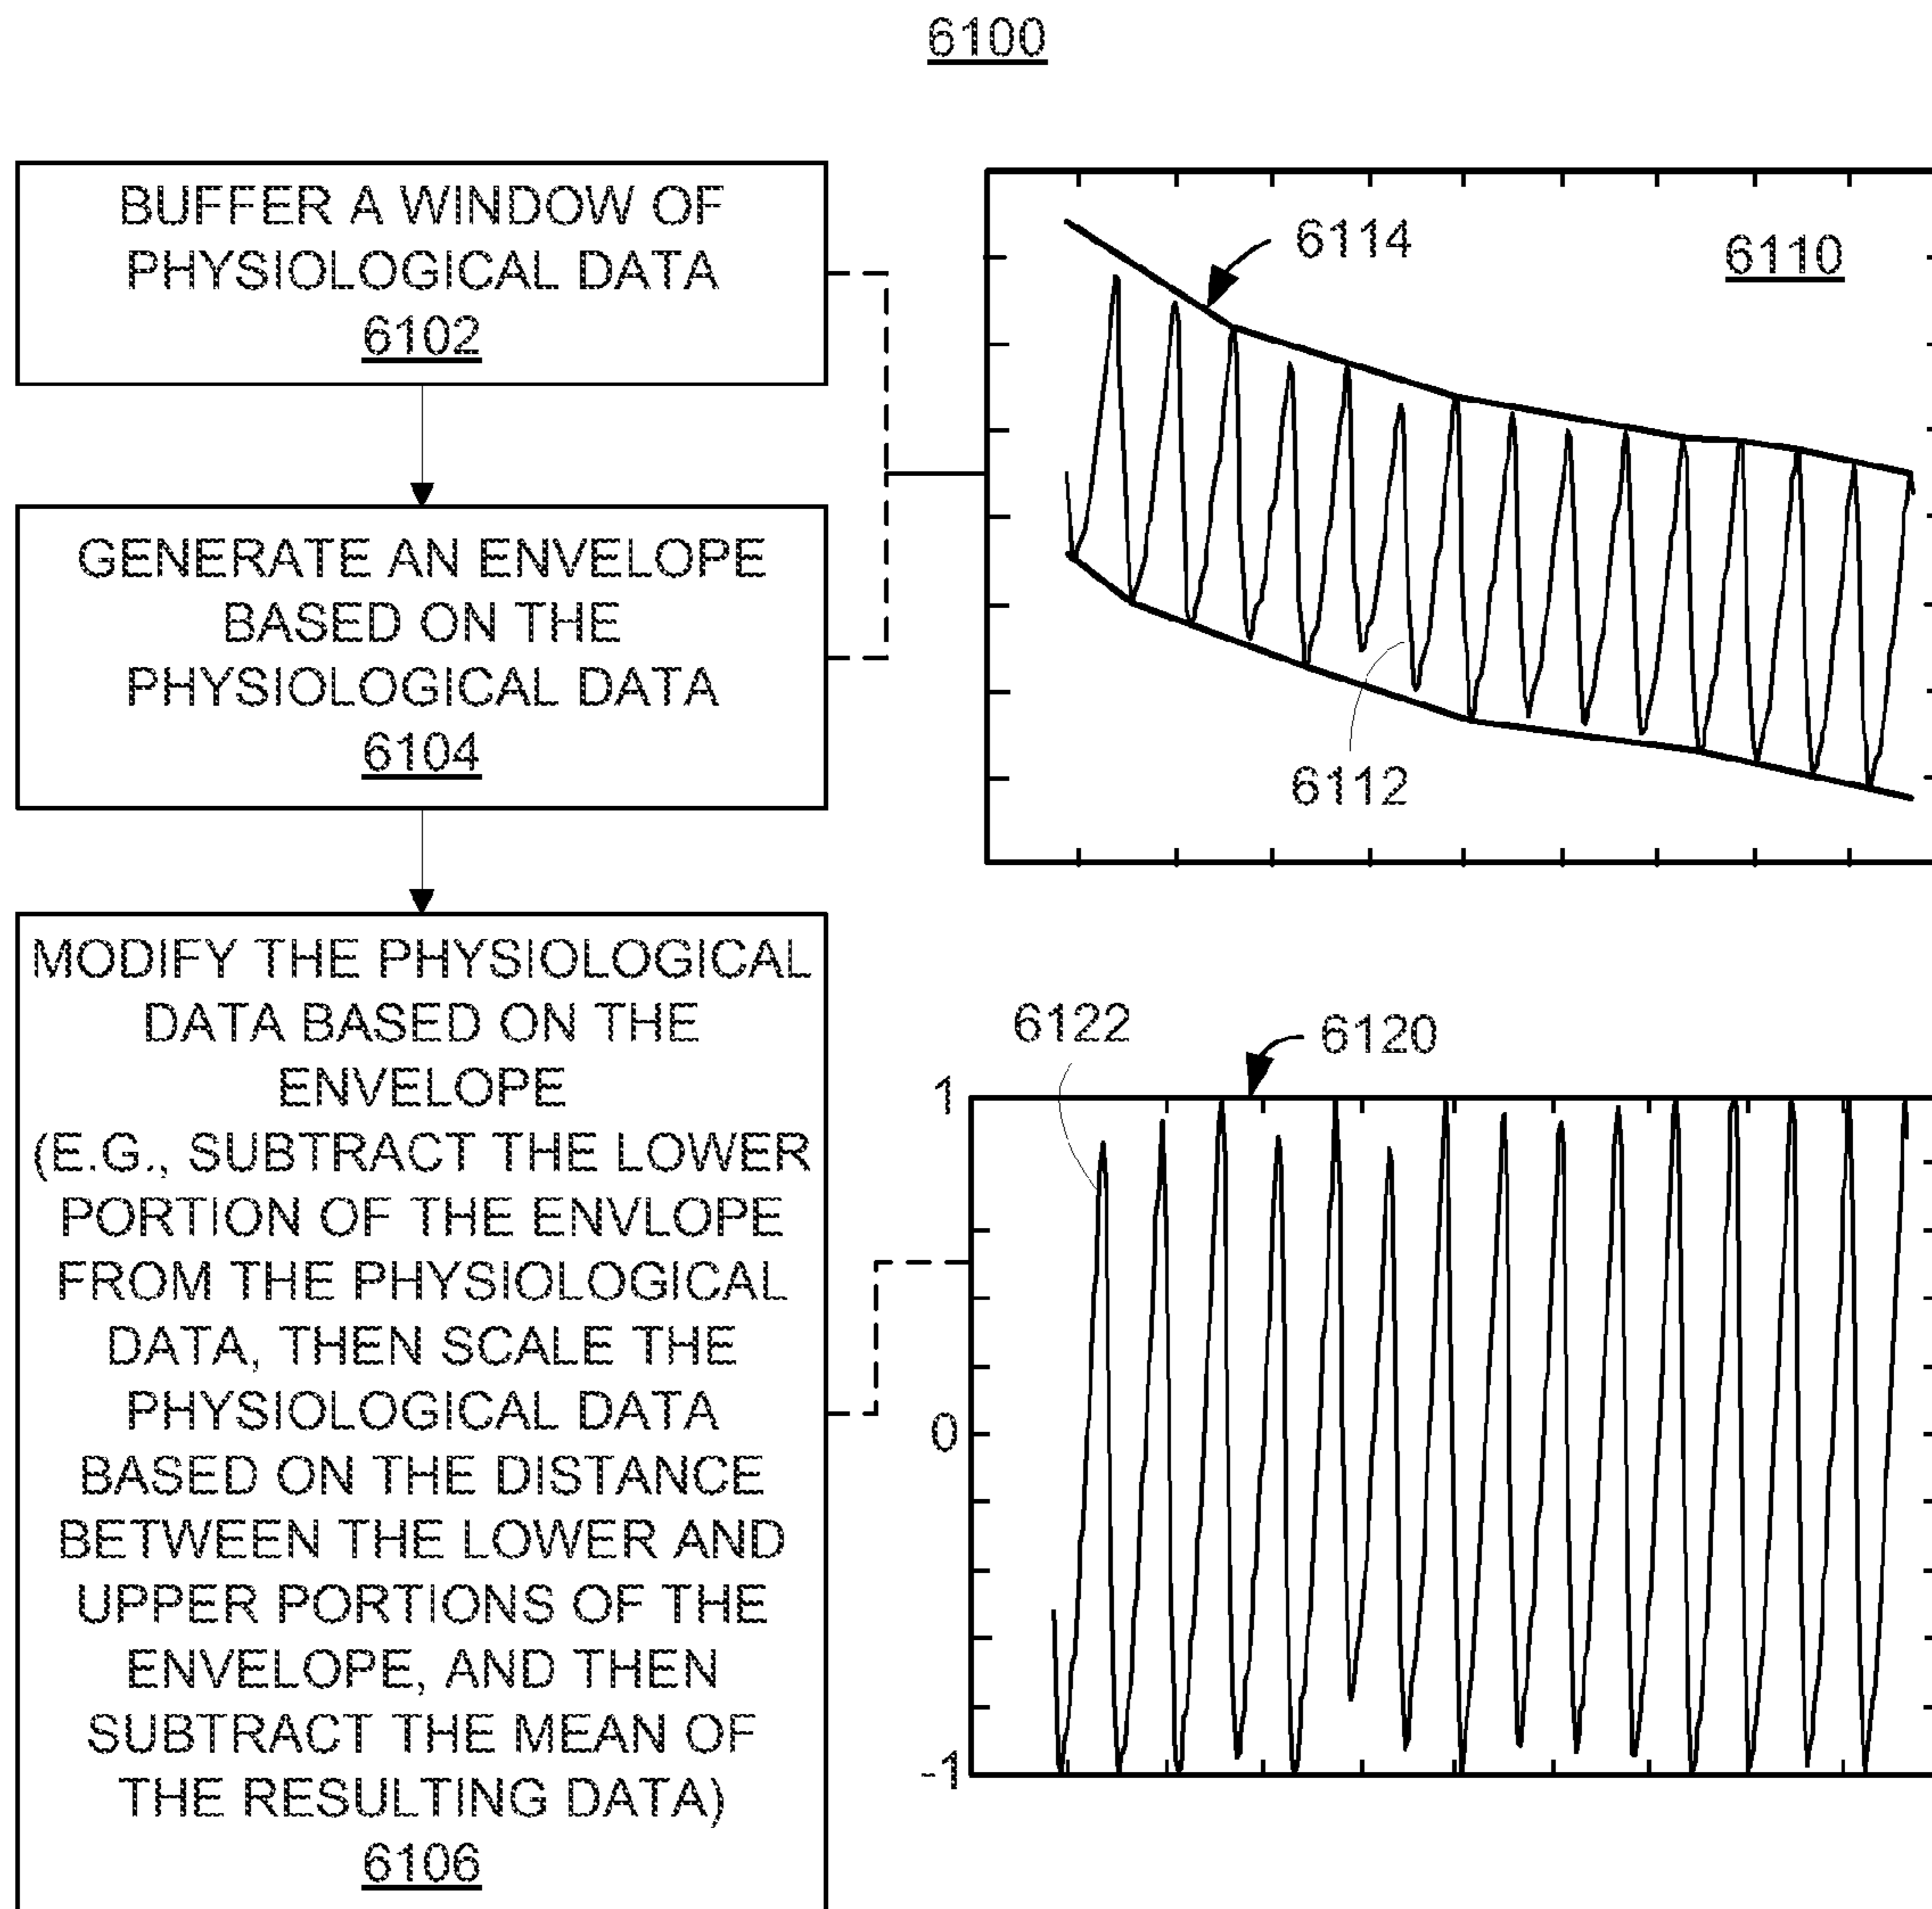 6100
BUFFER A WINDOW OF
PHYSIOLOGICAL DATA
6102
GENERATE AN ENVELOPE
BASED ON THE
PHYSIOLOGICAL DATA
6104
MODIFY THE PHYSIOLOGICAL
DATA BASED ON THE
ENVELOPE
(E.G., SUBTRACT THE LOWER
PORTION OF THE ENVLOPE
FROM THE PHYSIOLOGICAL
DATA, THEN SCALE THE
PHYSIOLOGICAL DATA
BASED ON THE DISTANCE
BETWEEN THE LOWER AND
UPPER PORTIONS OF THE
ENVELOPE, AND THEN
SUBTRACT THE MEAN OF
THE RESULTING DATA)
6106
6114
6110
6112
6122
6120
1
0
-1